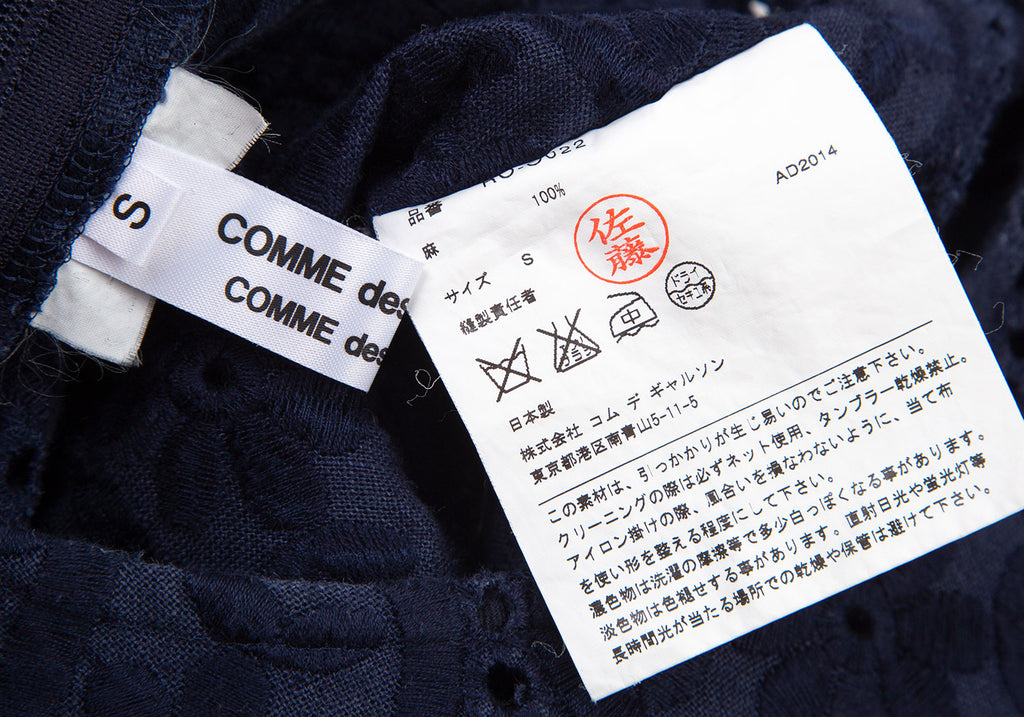 S
COMME des
COMME des
品番
100%
AD2014
麻
サイズ S
縫製責任者
佐藤
中
ドライ
セキユ系
日本製
株式会社 コム デ ギャルソン
東京都港区南青山5-11-5
この素材は、引っかかりが生じ易いのでご注意下さい。
クリーニングの際は必ずネット使用、タンブラー乾燥禁止。
アイロン掛けの際、風合いを損なわないように、当て布
を使い形を整える程度にして下さい。
濃色物は洗濯の摩擦等で多少白っぽくなる事があります。
淡色物は色褪せする事があります。直射日光や蛍光灯等
長時間光が当たる場所での乾燥や保管は避けて下さい。